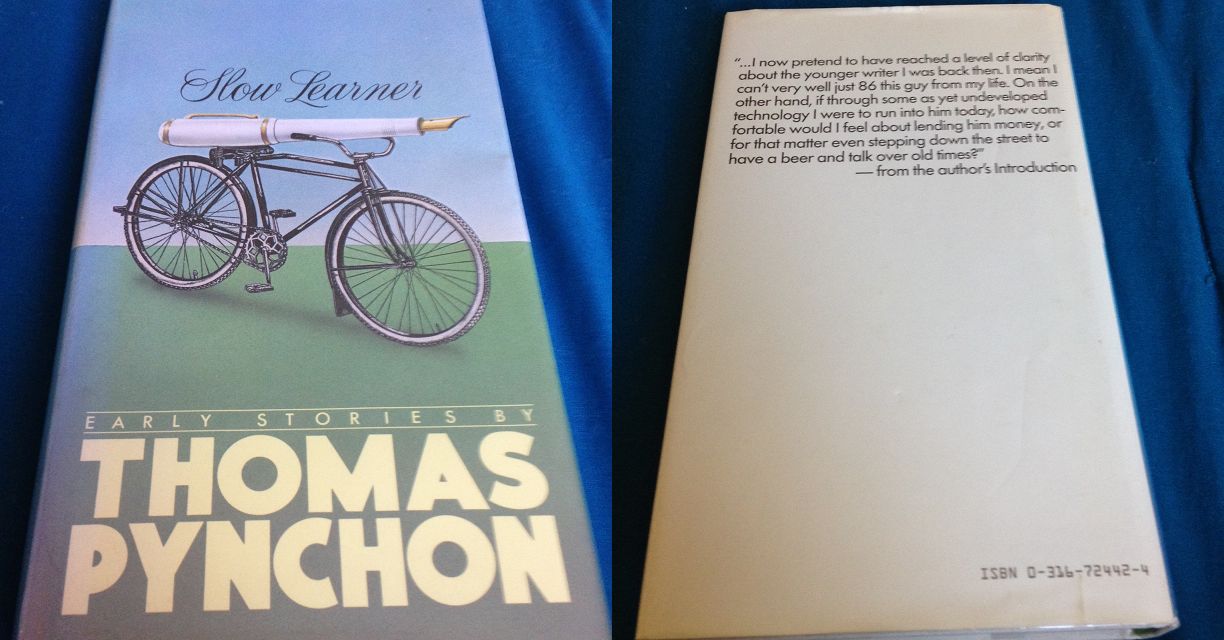 Slow Learner
EARLY STORIES BY
THOMAS
PYNCHON
“...I now pretend to have reached a level of clarity
about the younger writer I was back then. I mean I
can’t very well just 86 this guy from my life. On the
other hand, if through some as yet undeveloped
technology I were to run into him today, how com-
fortable would I feel about lending him money, or
for that matter even stepping down the street to
have a beer and talk over old times?”
— from the author’s Introduction
ISBN 0-316-72442-4